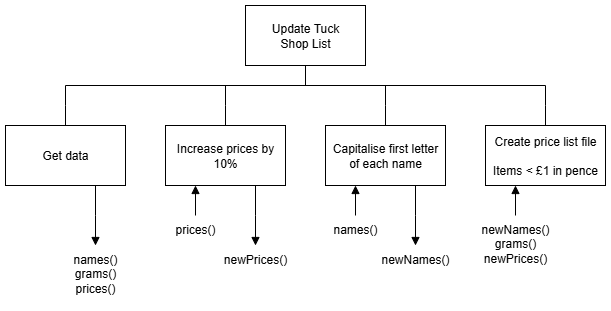 Update Tuck
Shop List
Get data
Increase prices by
10%
Capitalise first letter
of each name
Create price list file
Items < £1 in pence
names()
grams()
prices()
prices()
newPrices()
names()
newNames()
newNames()
grams()
newPrices()